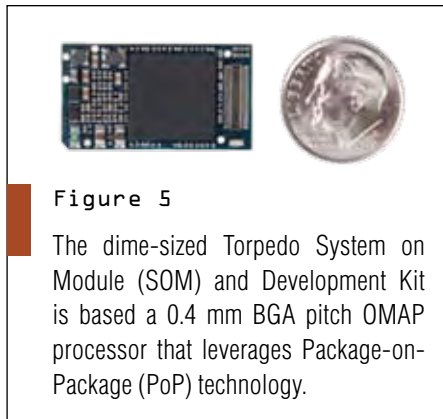 Figure 5
The dime-sized Torpedo System on
Module (SOM) and Development Kit
is based a 0.4 mm BGA pitch OMAP
processor that leverages Package-on-
Package (PoP) technology.